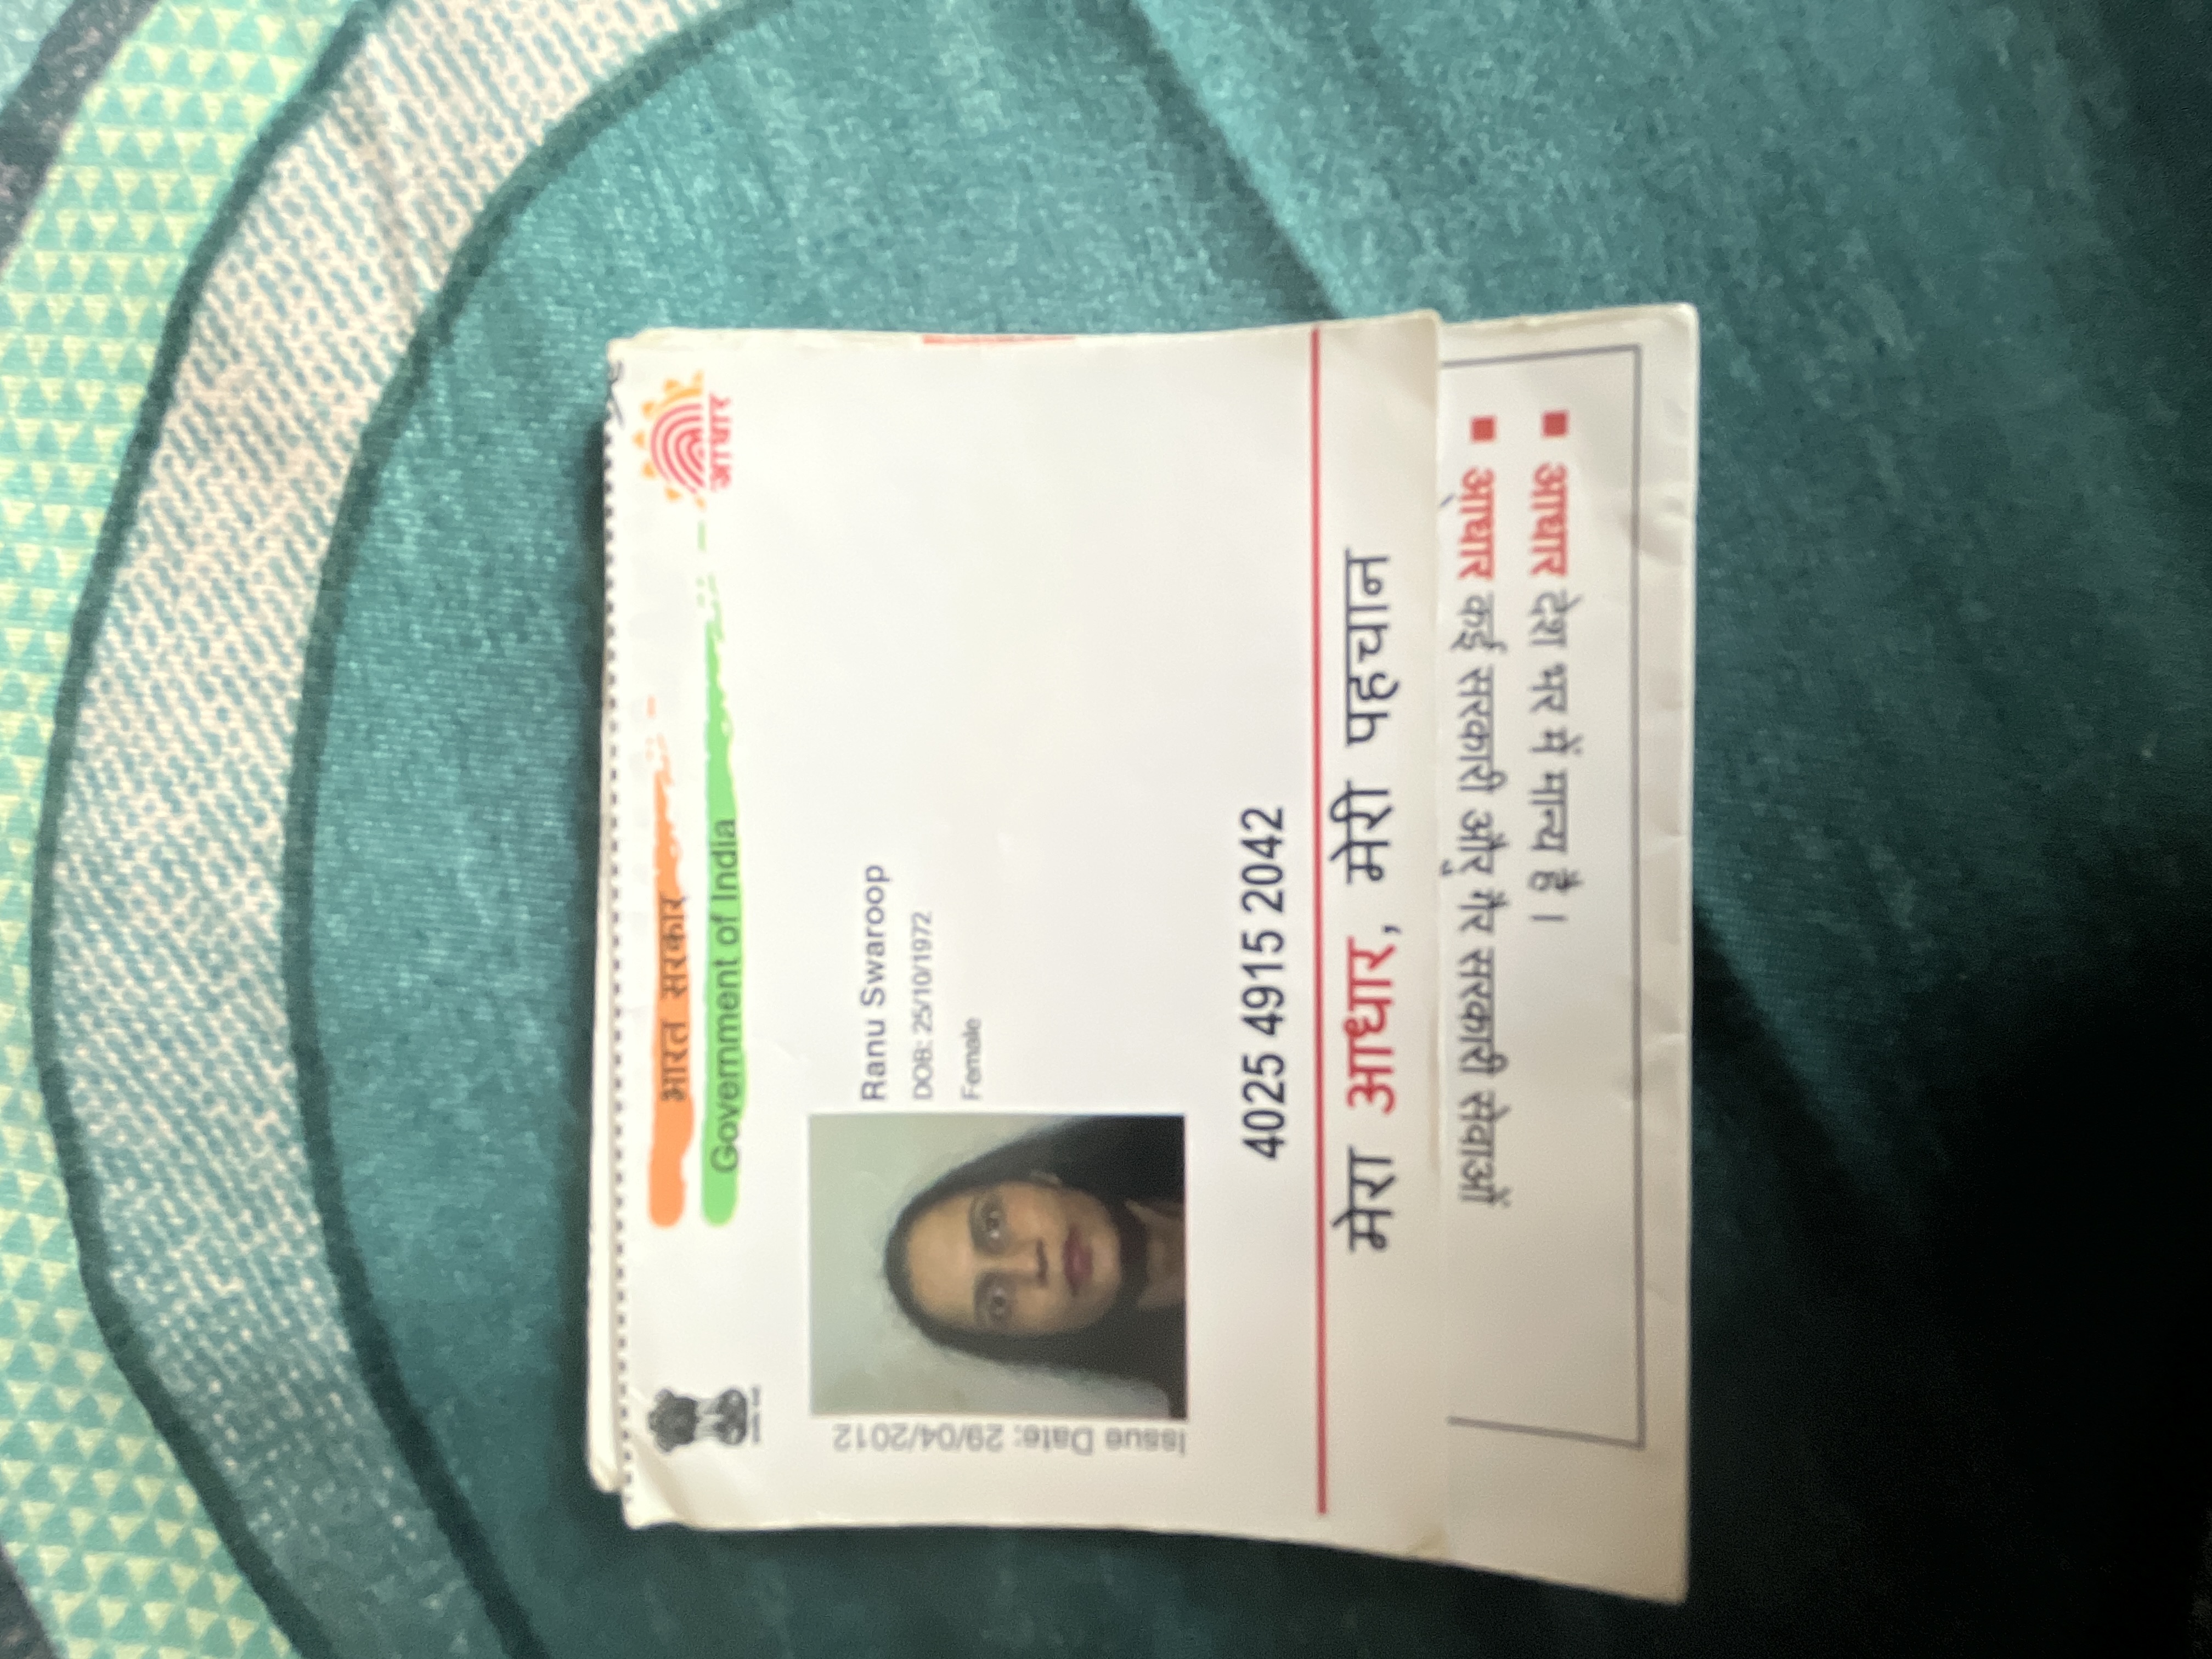 भारत सरकार
Government of India
आधार
Issue Date: 29/04/2012
Ranu Swaroop
DOB: 25/10/1972
Female
4025 4915 2042
मेरा आधार, मेरी पहचान
■ आधार देश भर में मान्य है ।
■ आधार कई सरकारी और गैर सरकारी सेवाओं